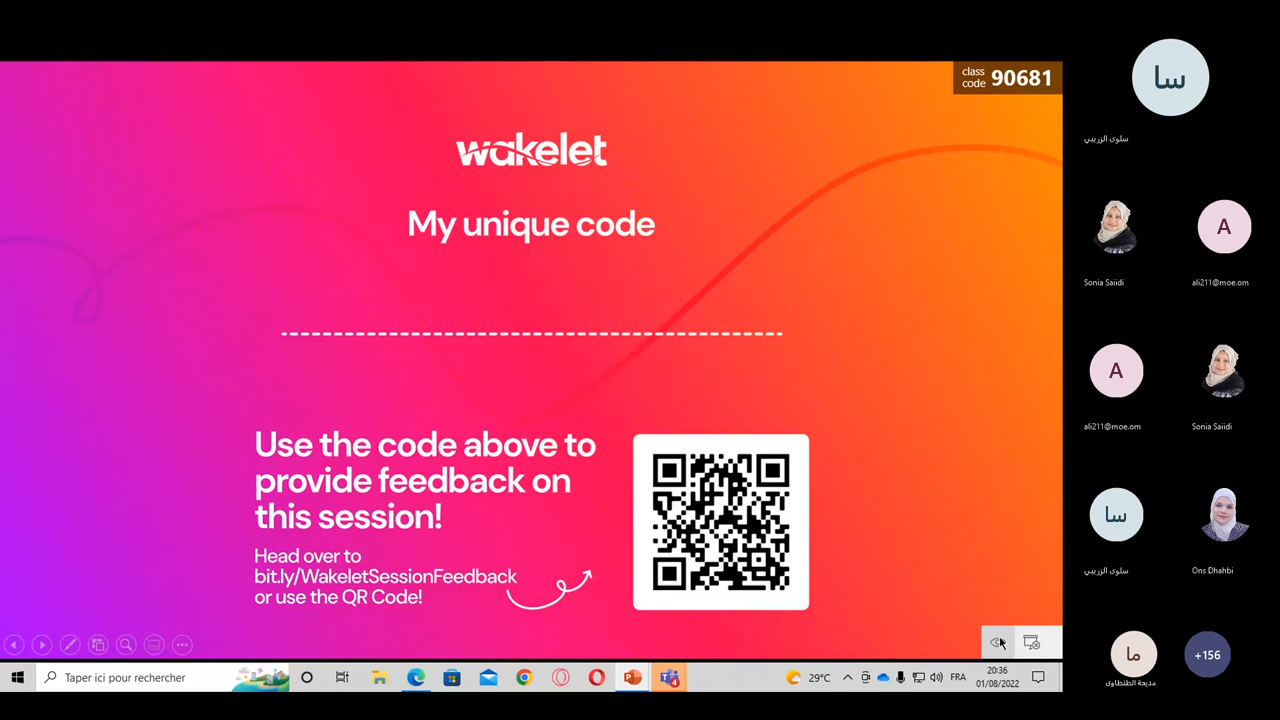 class
code 90681
wakelet
My unique code
Use the code above to
provide feedback on
this session!
Head over to
bit.ly/WakeletSessionFeedback
or use the QR Code!
سا
سلوى الزريبي
Sonia Saiidi
A
ali211@moe.om
A
ali211@moe.om
Sonia Saiidi
سا
سلوى الزريبي
Ons Dhahbi
ما
مديحة الطنطاوى
+156
Taper ici pour rechercher
4
29°C
FRA
20:36
01/08/2022